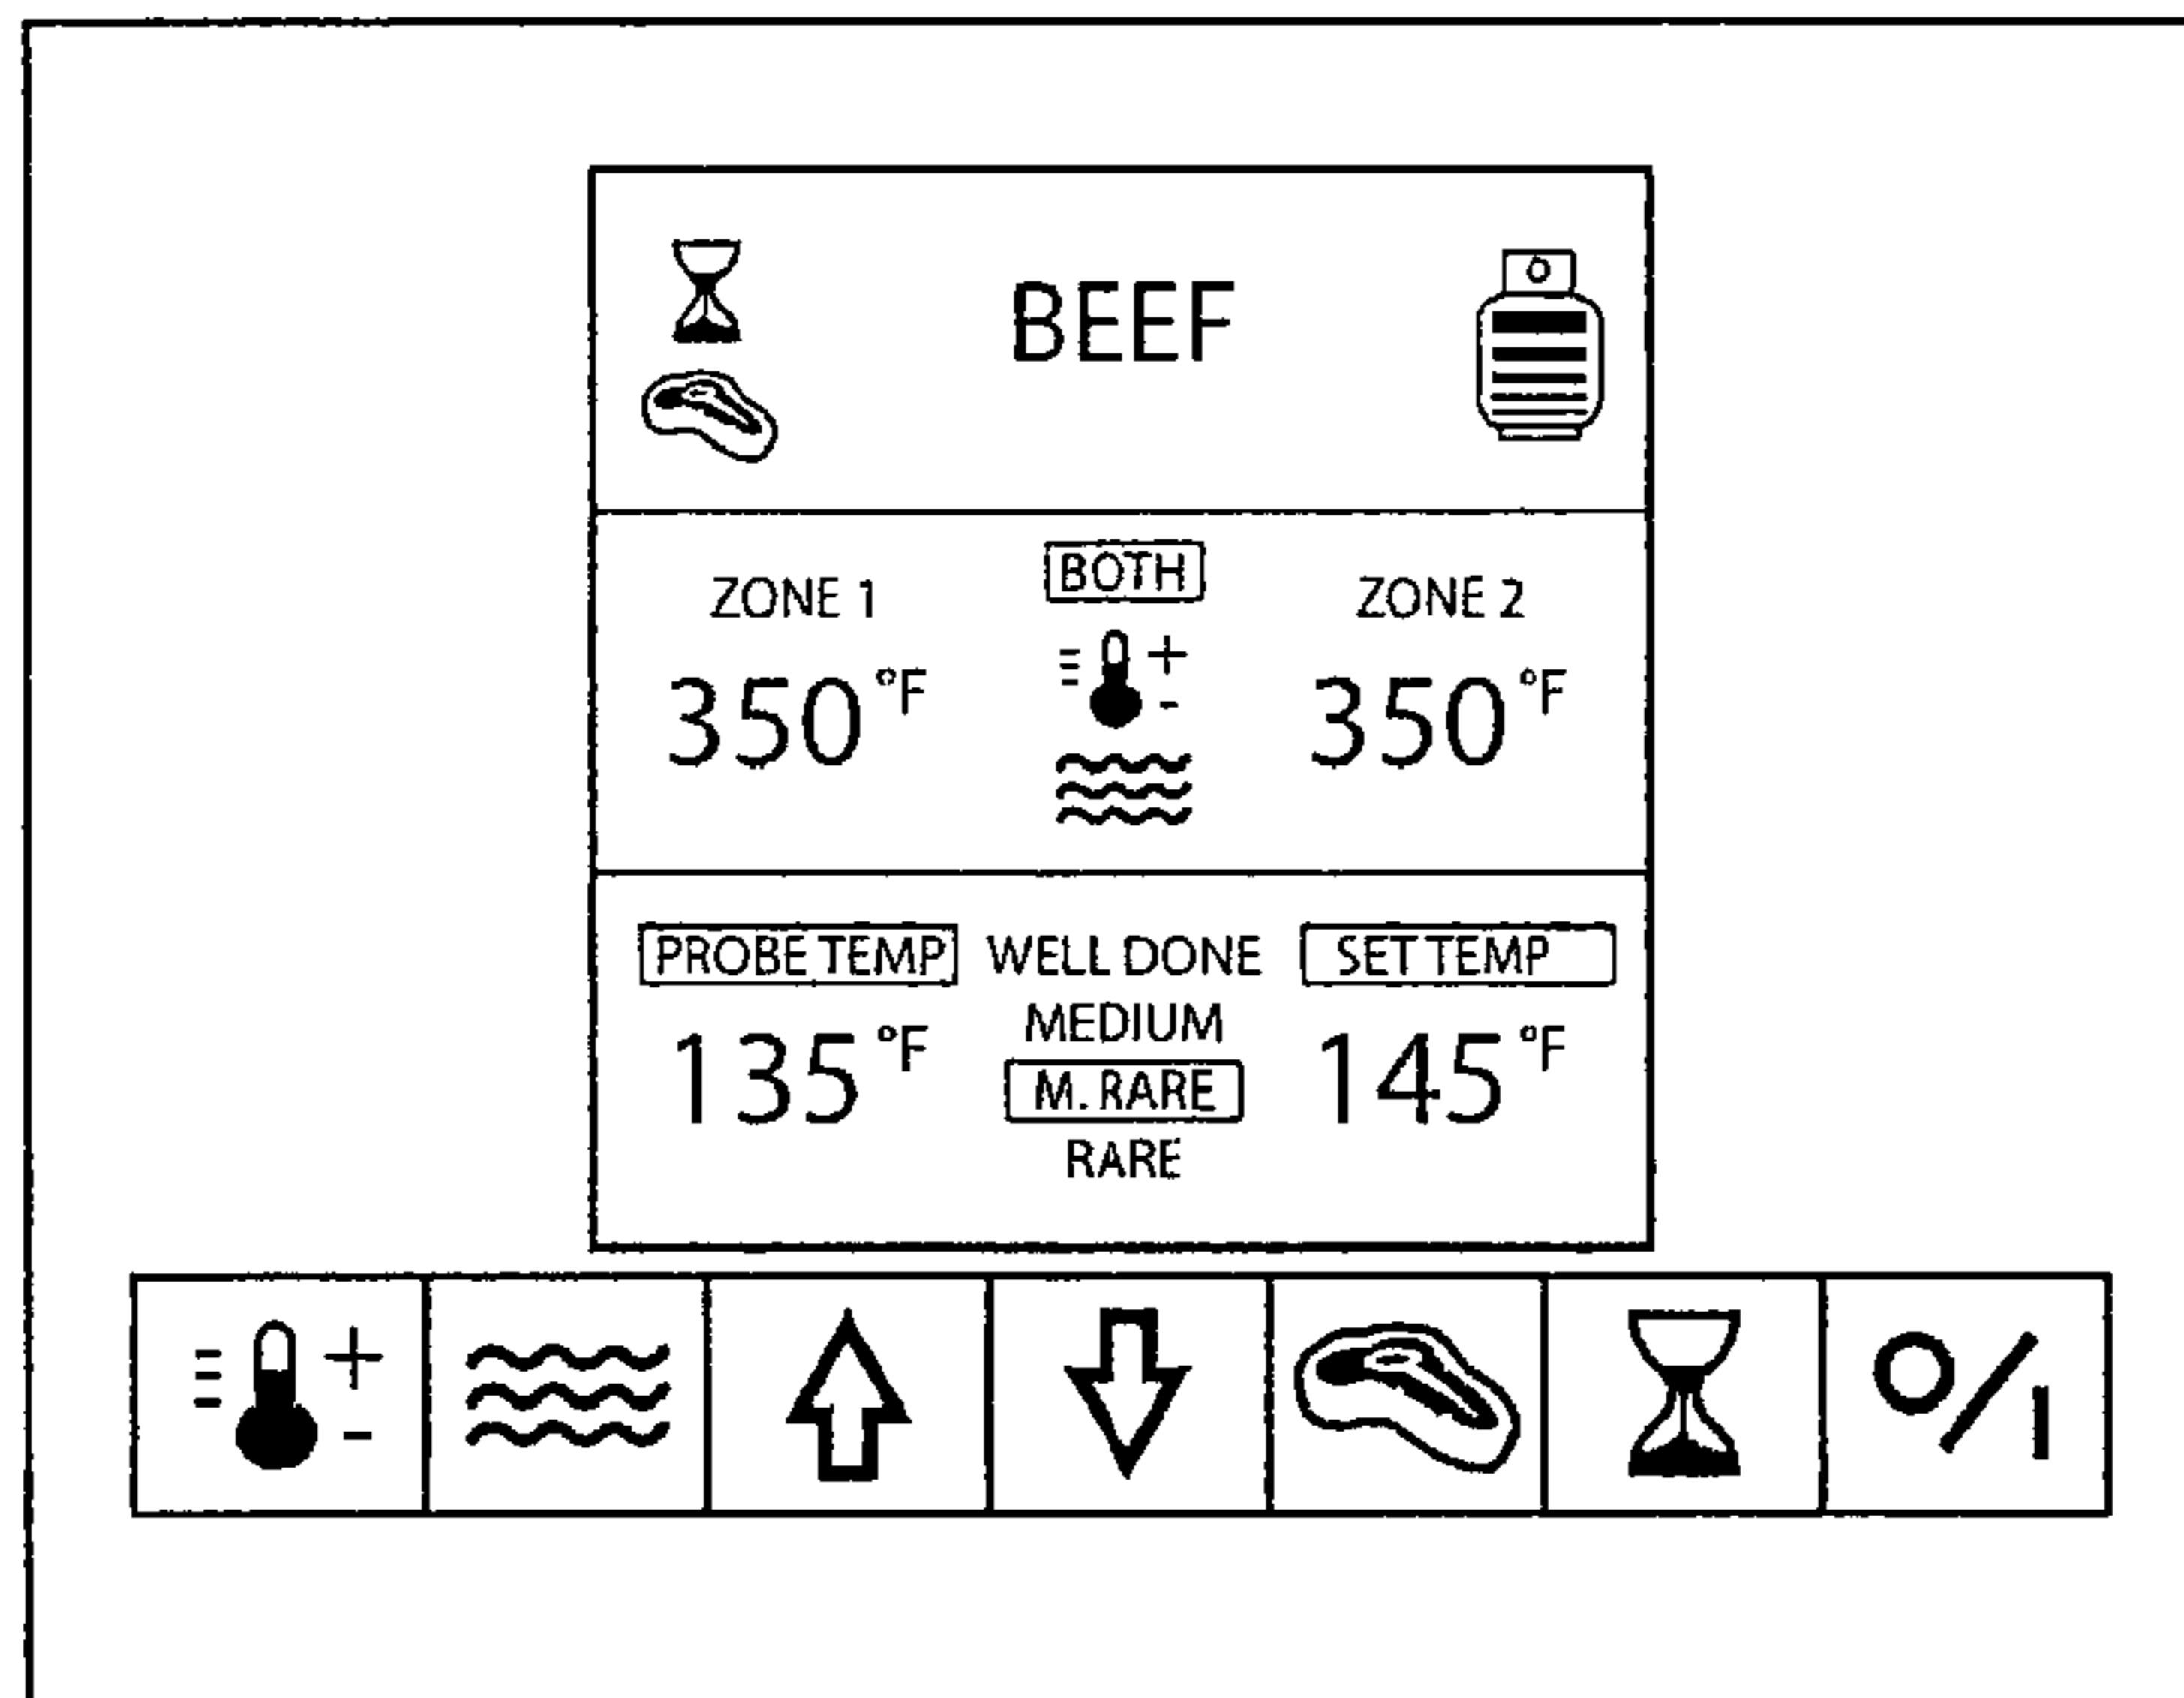 BEEF
BOTH
ZONE 1 ZONE 2
350°F 350°F
PROBE TEMP WELL DONE SET TEMP
MEDIUM
135°F 145°F
M. RARE
RARE